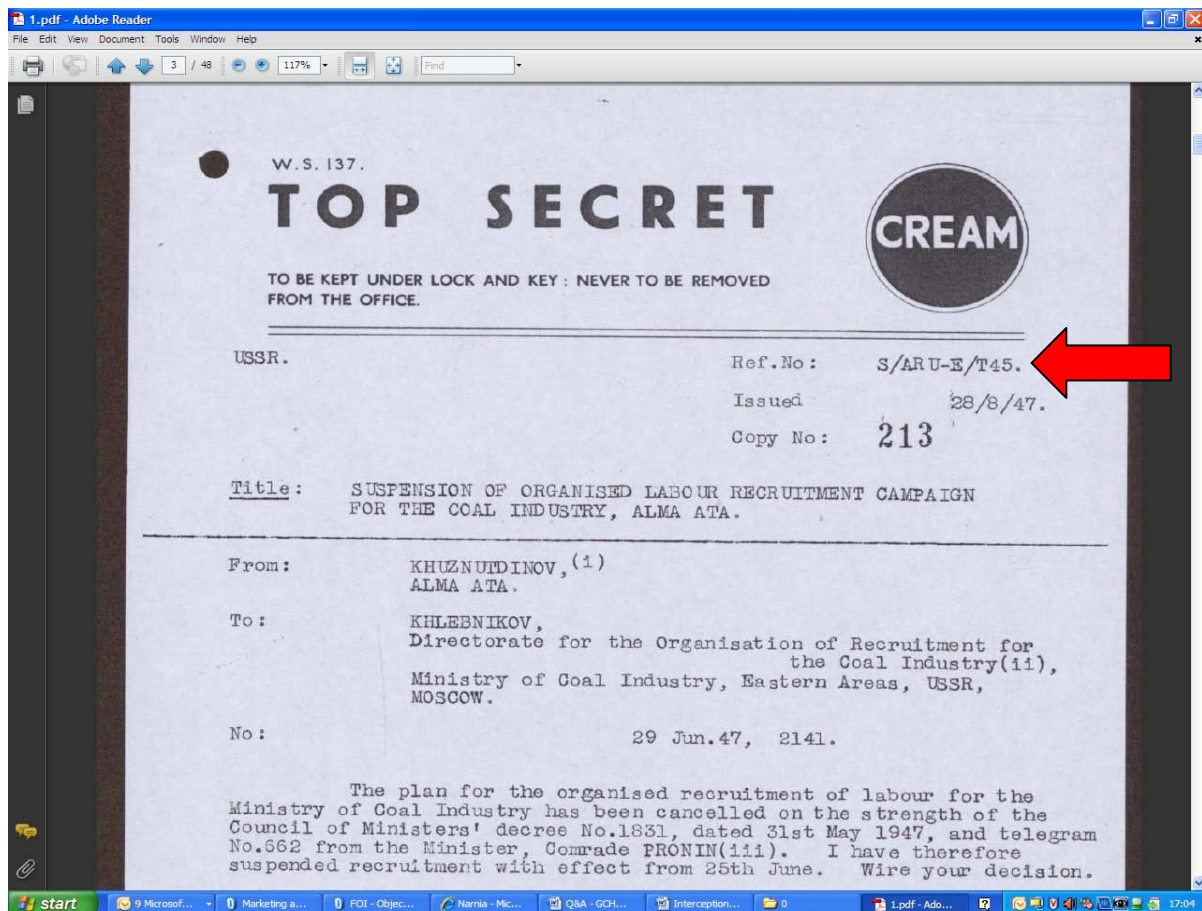 1.pdf - Adobe Reader
File Edit View Document Tools Window Help
3 / 48 117% Find
W.S. 137.
TOP SECRET
CREAM
TO BE KEPT UNDER LOCK AND KEY : NEVER TO BE REMOVED
FROM THE OFFICE.
USSR.
Ref.No: S/ARU-E/T45.
Issued 28/8/47.
Copy No: 213
Title: SUSPENSION OF ORGANISED LABOUR RECRUITMENT CAMPAIGN
FOR THE COAL INDUSTRY, ALMA ATA.
From: KHUZNUTDINOV,(i)
ALMA ATA.
To: KHLEBNIKOV,
Directorate for the Organisation of Recruitment for
the Coal Industry(ii),
Ministry of Coal Industry, Eastern Areas, USSR,
MOSCOW.
No: 29 Jun.47, 2141.
The plan for the organised recruitment of labour for the
Ministry of Coal Industry has been cancelled on the strength of the
Council of Ministers' decree No.1831, dated 31st May 1947, and telegram
No.662 from the Minister, Comrade PRONIN(iii). I have therefore
suspended recruitment with effect from 25th June. Wire your decision.
start 9 Microsof... Marketing a... FOI - Objec... Narnia - Mic... Q&A - GCH... Interception... 0 1.pdf - Ado... 17:04